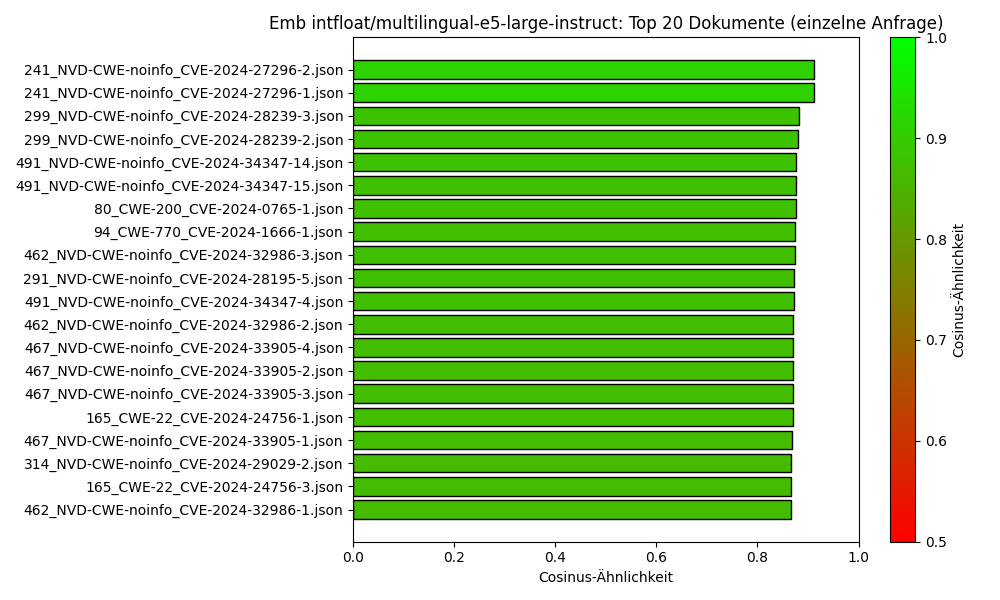 Emb intfloat/multilingual-e5-large-instruct: Top 20 Dokumente (einzelne Anfrage)
241_NVD-CWE-noinfo_CVE-2024-27296-2.json
241_NVD-CWE-noinfo_CVE-2024-27296-1.json
299_NVD-CWE-noinfo_CVE-2024-28239-3.json
299_NVD-CWE-noinfo_CVE-2024-28239-2.json
491_NVD-CWE-noinfo_CVE-2024-34347-14.json
491_NVD-CWE-noinfo_CVE-2024-34347-15.json
80_CWE-200_CVE-2024-0765-1.json
94_CWE-770_CVE-2024-1666-1.json
462_NVD-CWE-noinfo_CVE-2024-32986-3.json
291_NVD-CWE-noinfo_CVE-2024-28195-5.json
491_NVD-CWE-noinfo_CVE-2024-34347-4.json
462_NVD-CWE-noinfo_CVE-2024-32986-2.json
467_NVD-CWE-noinfo_CVE-2024-33905-4.json
467_NVD-CWE-noinfo_CVE-2024-33905-2.json
467_NVD-CWE-noinfo_CVE-2024-33905-3.json
165_CWE-22_CVE-2024-24756-1.json
467_NVD-CWE-noinfo_CVE-2024-33905-1.json
314_NVD-CWE-noinfo_CVE-2024-29029-2.json
165_CWE-22_CVE-2024-24756-3.json
462_NVD-CWE-noinfo_CVE-2024-32986-1.json
0.0 0.2 0.4 0.6 0.8 1.0
Cosinus-Ähnlichkeit
1.0
0.9
0.8
0.7
0.6
0.5
Cosinus-Ähnlichkeit